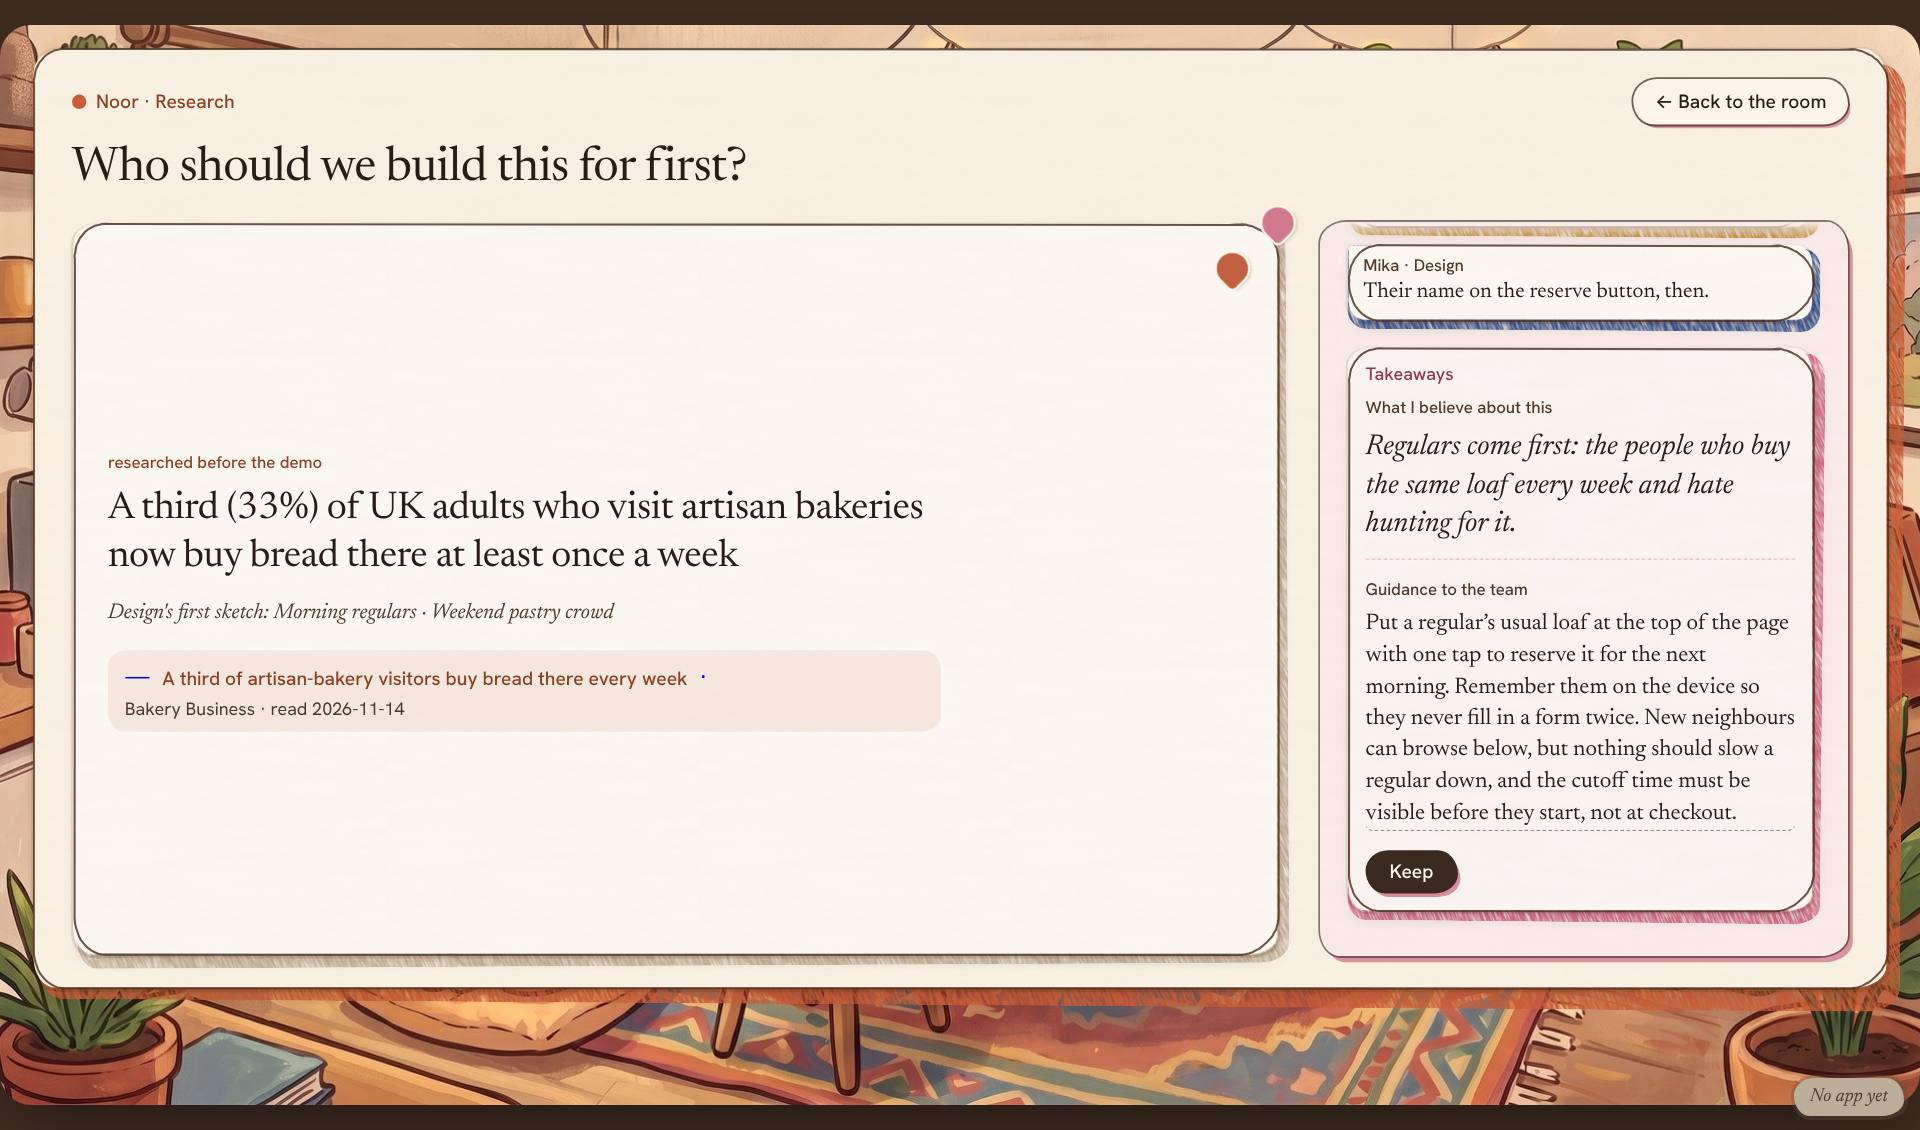 Noor · Research
← Back to the room
Who should we build this for first?
researched before the demo
A third (33%) of UK adults who visit artisan bakeries
now buy bread there at least once a week
Design's first sketch: Morning regulars · Weekend pastry crowd
— A third of artisan-bakery visitors buy bread there every week ·
Bakery Business · read 2026-11-14
Mika · Design
Their name on the reserve button, then.
Takeaways
What I believe about this
Regulars come first: the people who buy
the same loaf every week and hate
hunting for it.
Guidance to the team
Put a regular’s usual loaf at the top of the page
with one tap to reserve it for the next
morning. Remember them on the device so
they never fill in a form twice. New neighbours
can browse below, but nothing should slow a
regular down, and the cutoff time must be
visible before they start, not at checkout.
Keep
No app yet